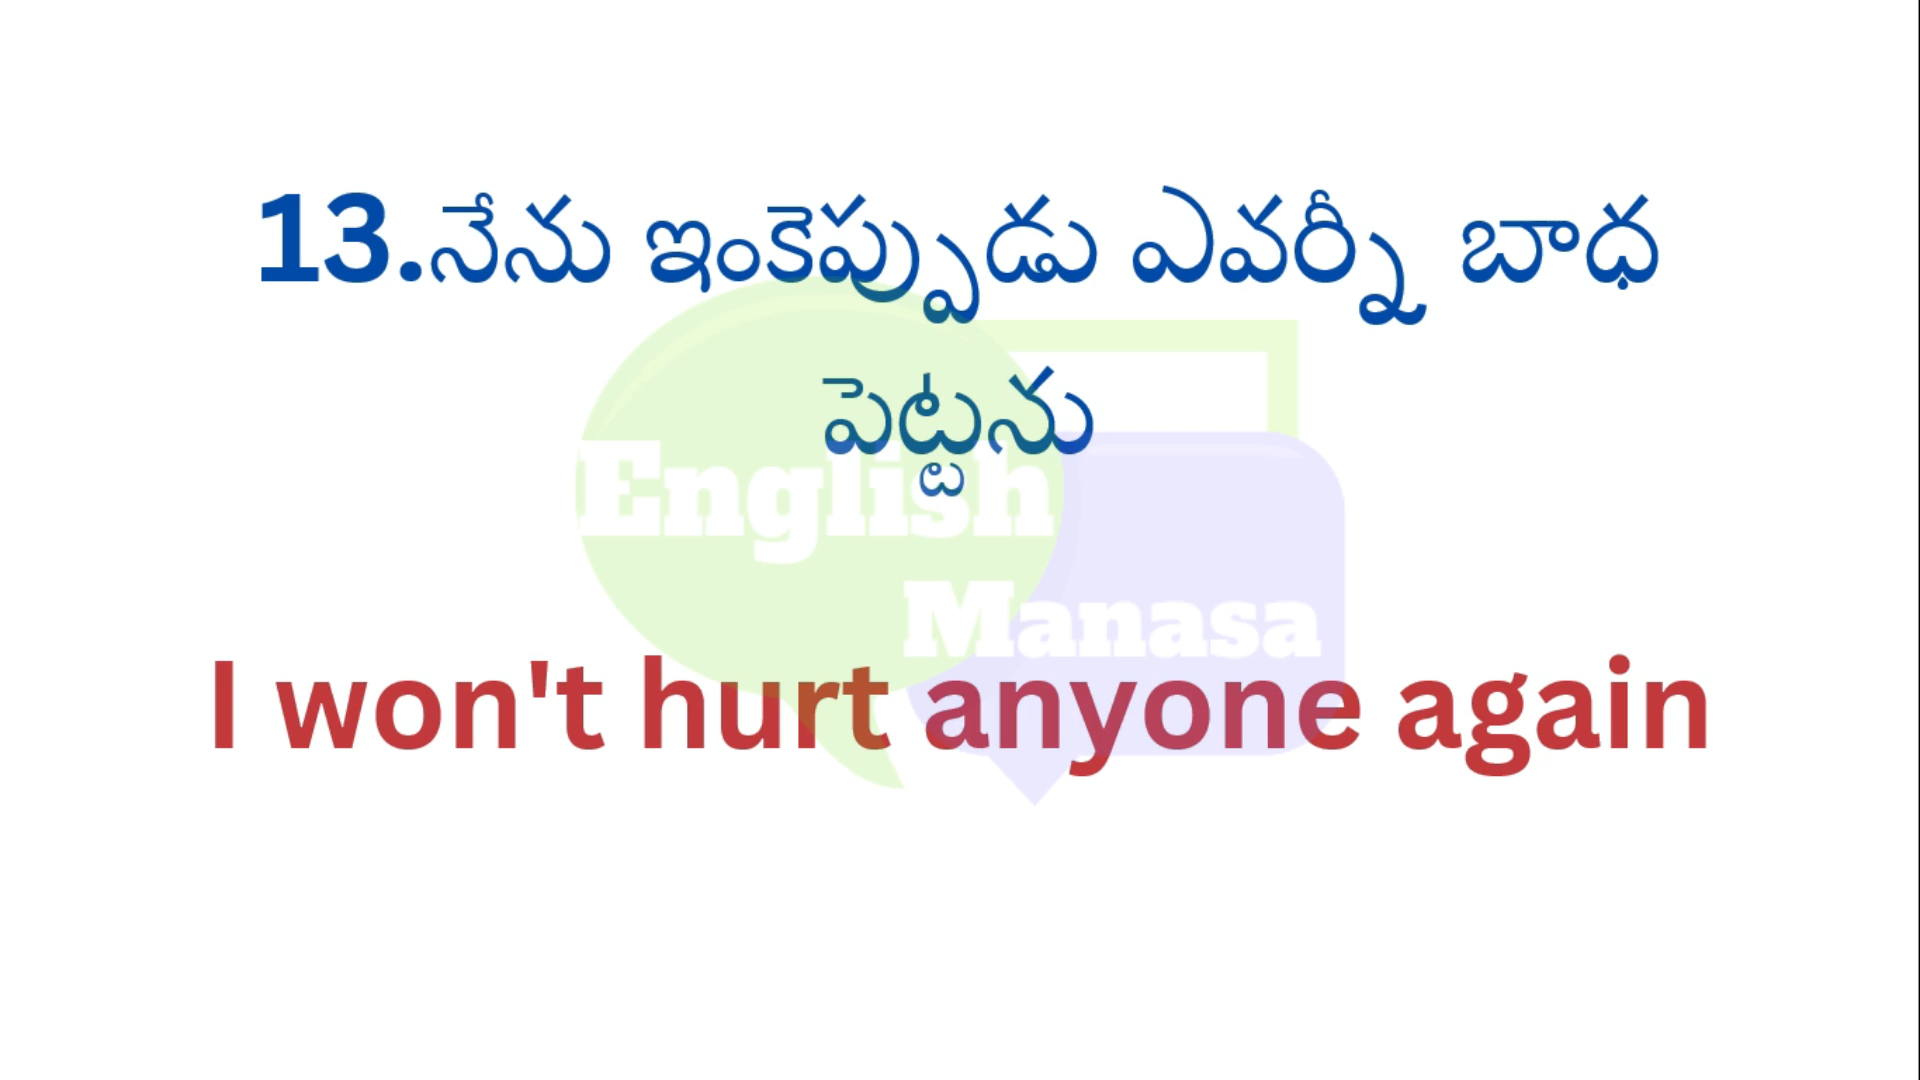 13.నేను ఇంకెప్పుడు ఎవర్నీ బాధ
పెట్టను
English
Manasa
I won't hurt anyone again